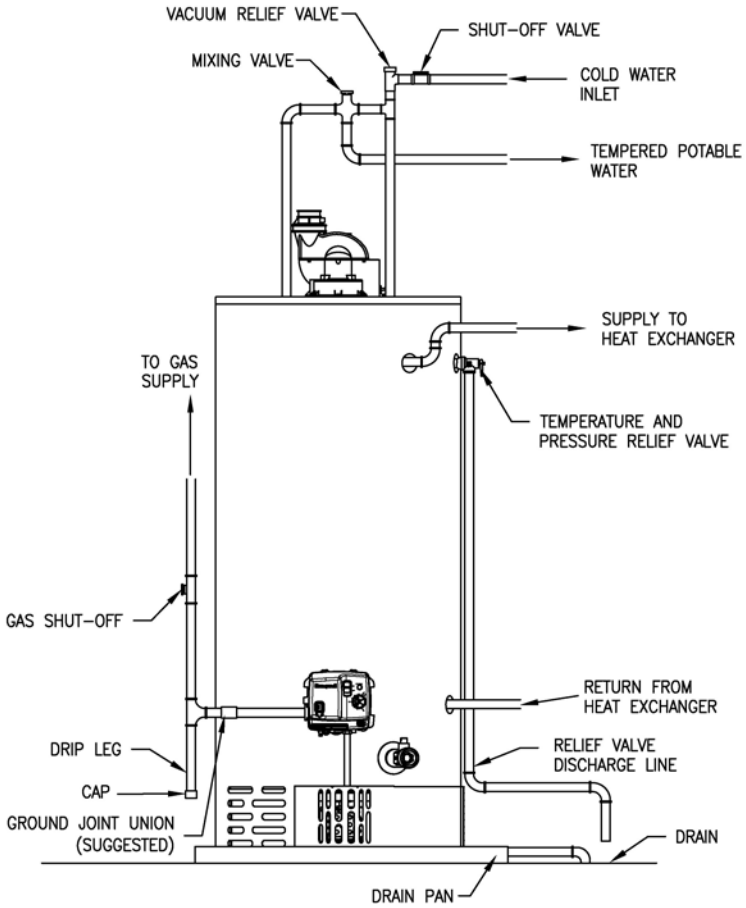 VACUUM RELIEF VALVE
SHUT-OFF VALVE
MIXING VALVE
COLD WATER
INLET
TEMPERED POTABLE
WATER
SUPPLY TO
HEAT EXCHANGER
TO GAS
SUPPLY
TEMPERATURE AND
PRESSURE RELIEF VALVE
GAS SHUT-OFF
RETURN FROM
HEAT EXCHANGER
DRIP LEG
RELIEF VALVE
DISCHARGE LINE
CAP
GROUND JOINT UNION
(SUGGESTED)
DRAIN
DRAIN PAN